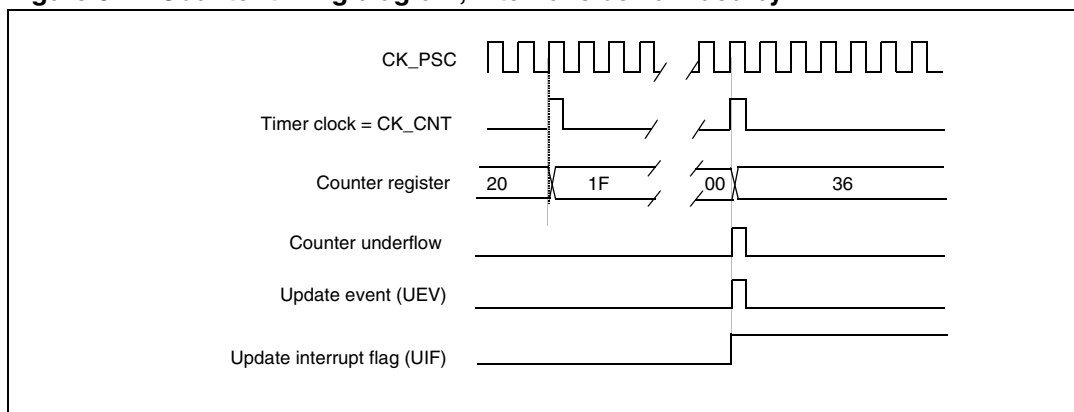 CK_PSC
Timer clock = CK_CNT
Counter register 20 1F 00 36
Counter underflow
Update event (UEV)
Update interrupt flag (UIF)